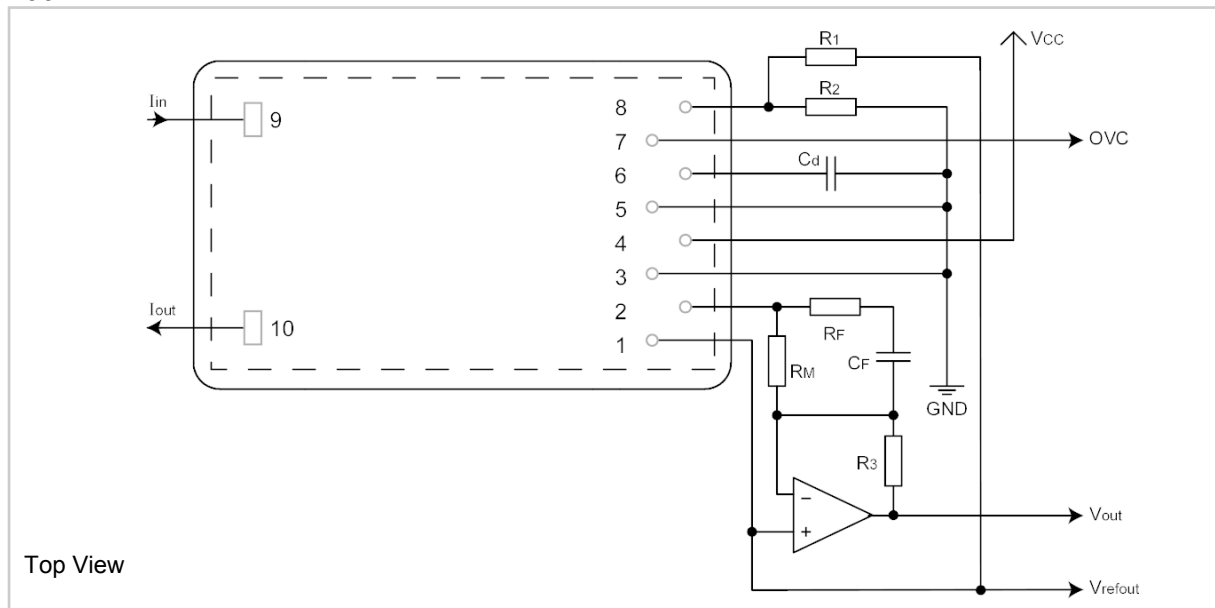 R1
VCC
R2
Iin
9
8
7
OVC
Cd
6
5
4
3
Iout
10
2
1
RF
RM
CF
GND
R3
−
+
Vout
Top View
Vrefout